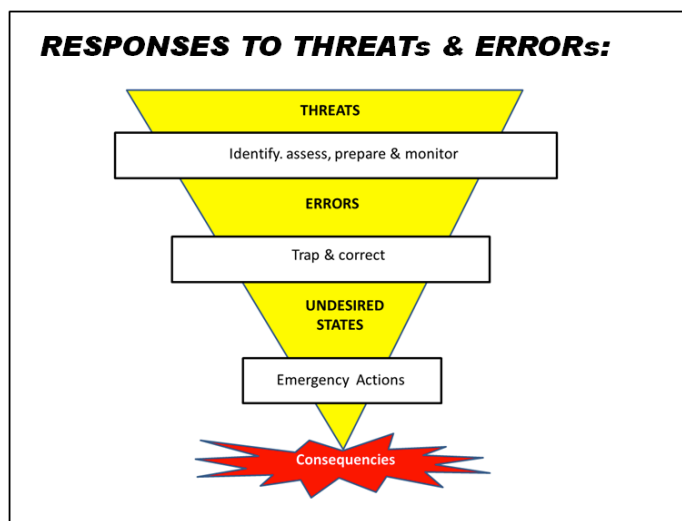 RESPONSES TO THREATs & ERRORs:
THREATS
Identify. assess, prepare & monitor
ERRORS
Trap & correct
UNDESIRED
STATES
Emergency Actions
Consequencies